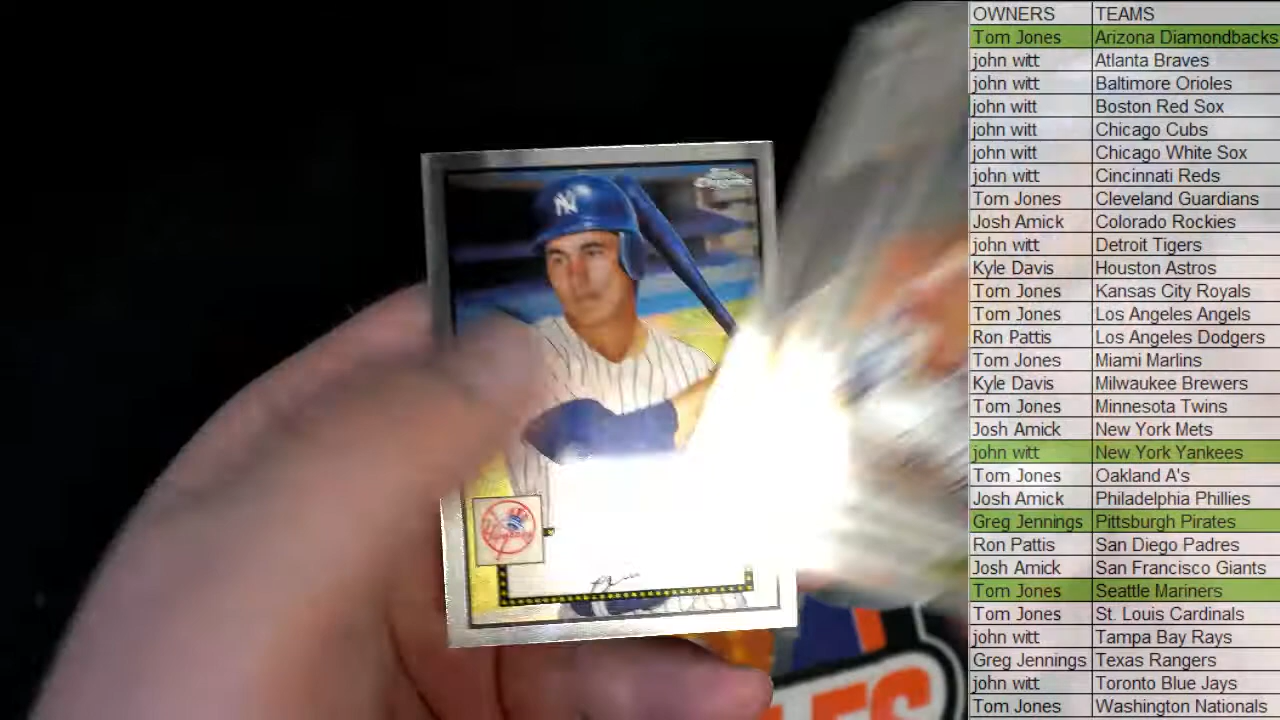 OWNERS TEAMS
Tom Jones Arizona Diamondbacks
john witt Atlanta Braves
john witt Baltimore Orioles
john witt Boston Red Sox
john witt Chicago Cubs
john witt Chicago White Sox
john witt Cincinnati Reds
Tom Jones Cleveland Guardians
Josh Amick Colorado Rockies
john witt Detroit Tigers
Kyle Davis Houston Astros
Tom Jones Kansas City Royals
Tom Jones Los Angeles Angels
Ron Pattis Los Angeles Dodgers
Tom Jones Miami Marlins
Kyle Davis Milwaukee Brewers
Tom Jones Minnesota Twins
Josh Amick New York Mets
john witt New York Yankees
Tom Jones Oakland A's
Josh Amick Philadelphia Phillies
Greg Jennings Pittsburgh Pirates
Ron Pattis San Diego Padres
Josh Amick San Francisco Giants
Tom Jones Seattle Mariners
Tom Jones St. Louis Cardinals
john witt Tampa Bay Rays
Greg Jennings Texas Rangers
john witt Toronto Blue Jays
Tom Jones Washington Nationals
Chrome
NY